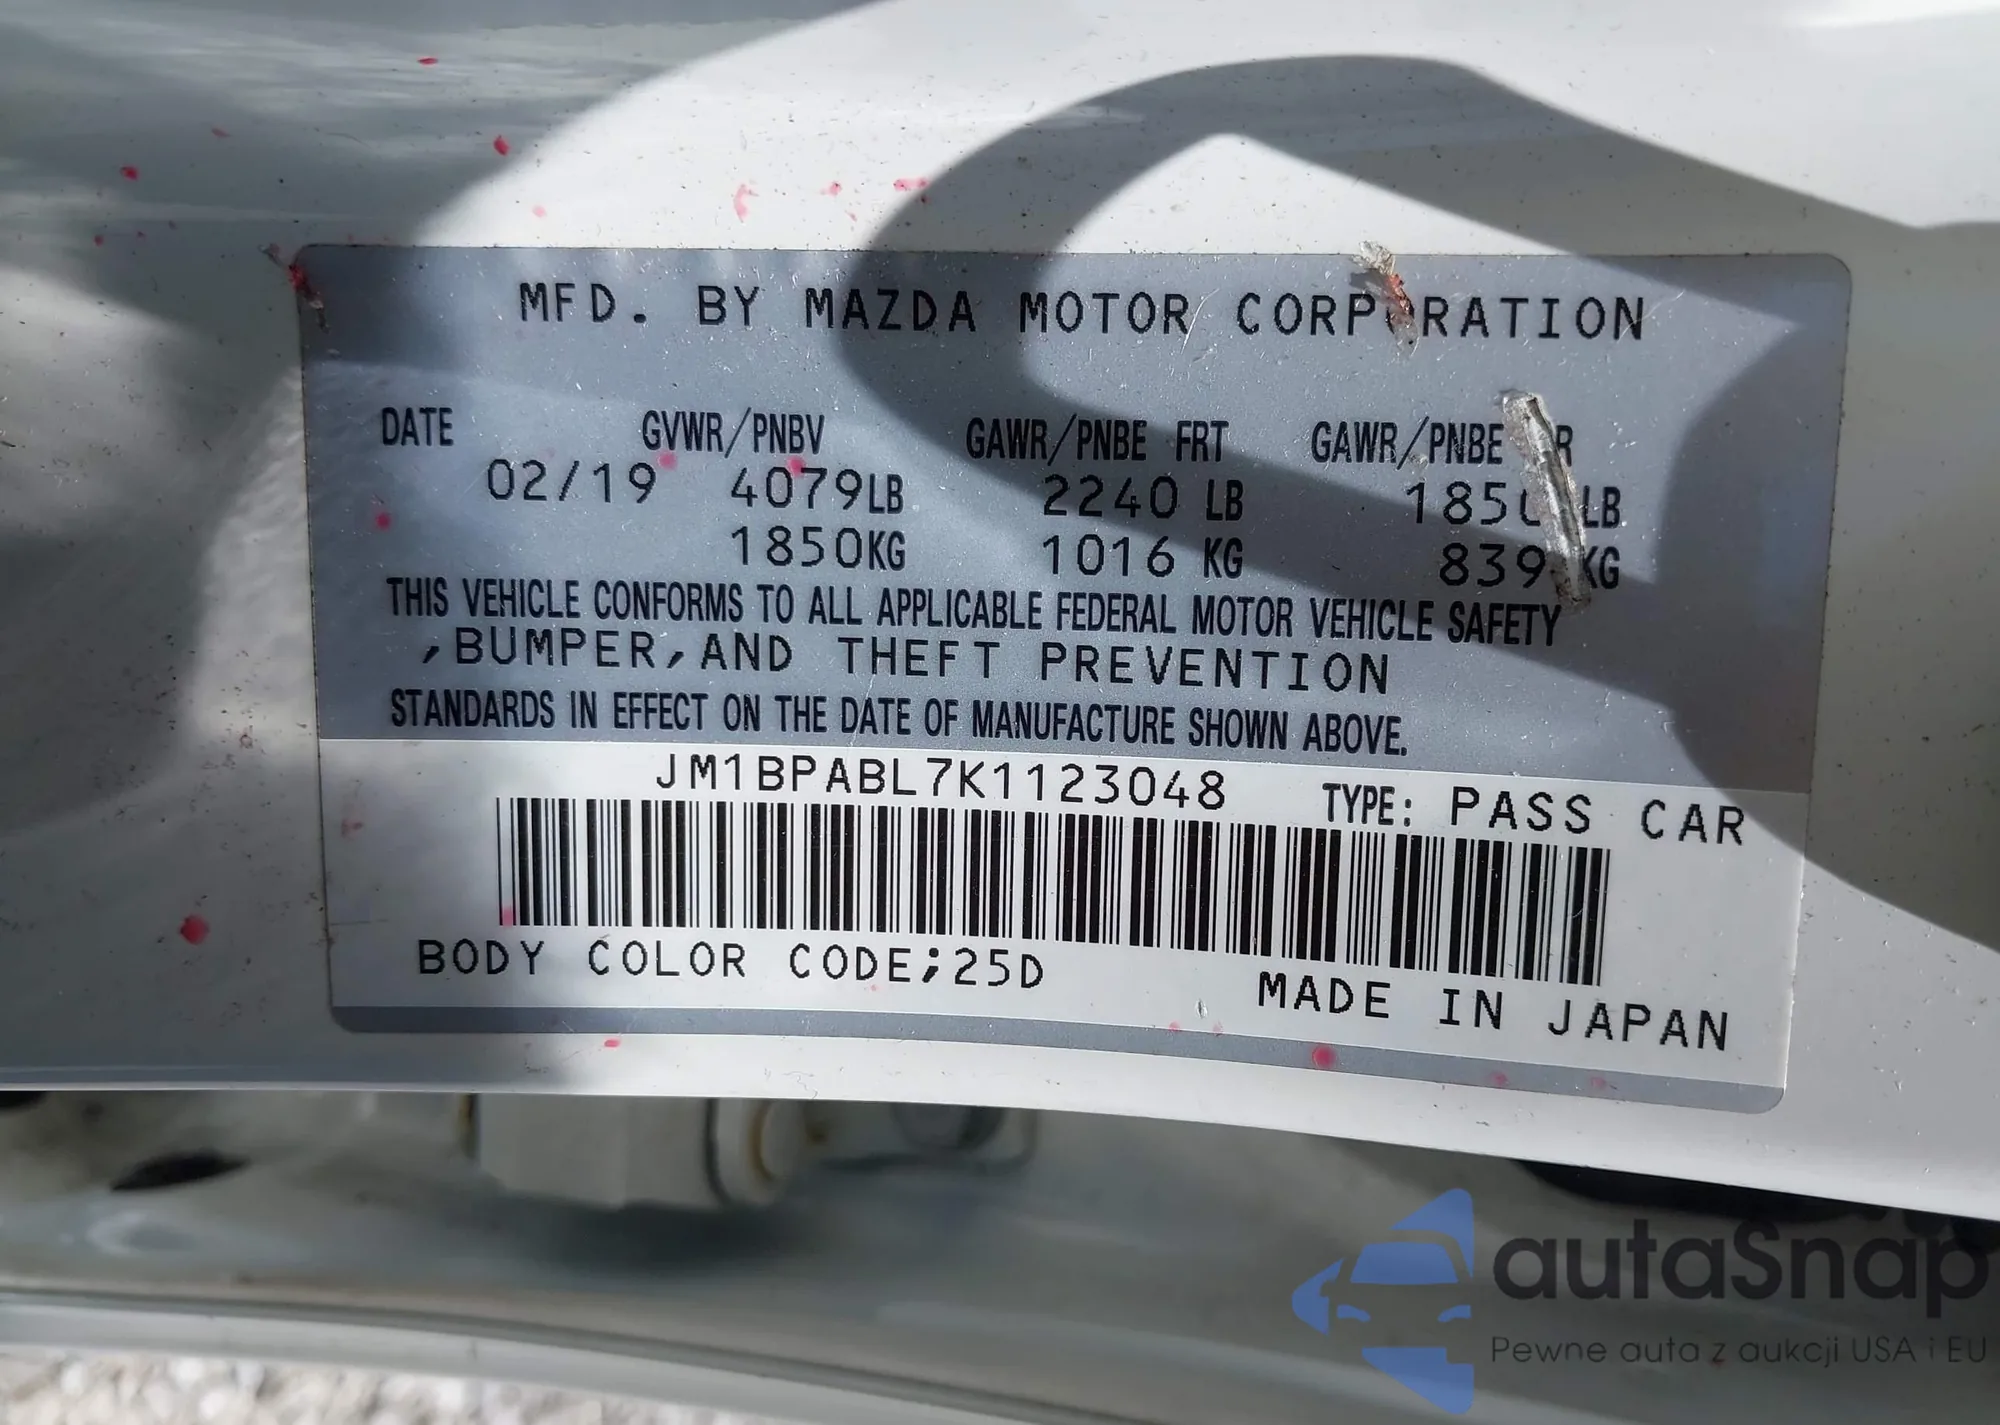 MFD. BY MAZDA MOTOR CORPORATION
DATE GVWR/PNBV GAWR/PNBE FRT GAWR/PNBE
02/19 4079LB 2240 LB 1850 LB
1850KG 1016 KG 839 KG
THIS VEHICLE CONFORMS TO ALL APPLICABLE FEDERAL MOTOR VEHICLE SAFETY
,BUMPER,AND THEFT PREVENTION
STANDARDS IN EFFECT ON THE DATE OF MANUFACTURE SHOWN ABOVE.
JM1BPABL7K1123048 TYPE: PASS CAR
BODY COLOR CODE;25D
MADE IN JAPAN
autaSnap
Pewne auta z aukcji USA i EU